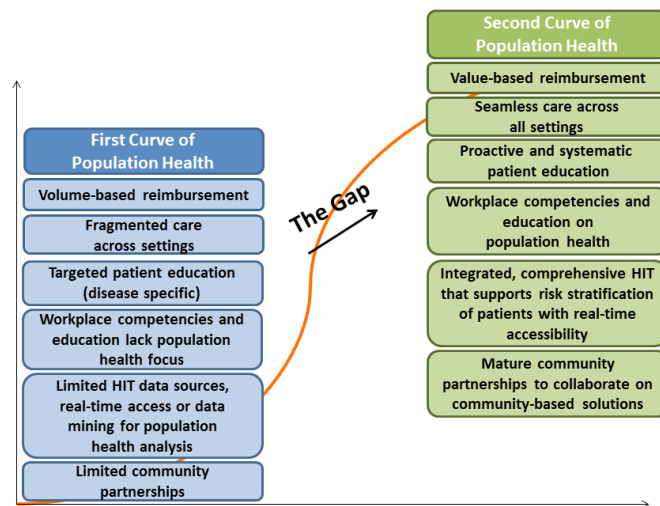 First Curve of
Population Health
Volume-based reimbursement
Fragmented care
across settings
Targeted patient education
(disease specific)
Workplace competencies and
education lack population
health focus
Limited HIT data sources,
real-time access or data
mining for population
health analysis
Limited community
partnerships
The Gap
Second Curve of
Population Health
Value-based reimbursement
Seamless care across
all settings
Proactive and systematic
patient education
Workplace competencies and
education on
population health
Integrated, comprehensive HIT
that supports risk stratification
of patients with real-time
accessibility
Mature community
partnerships to collaborate on
community-based solutions